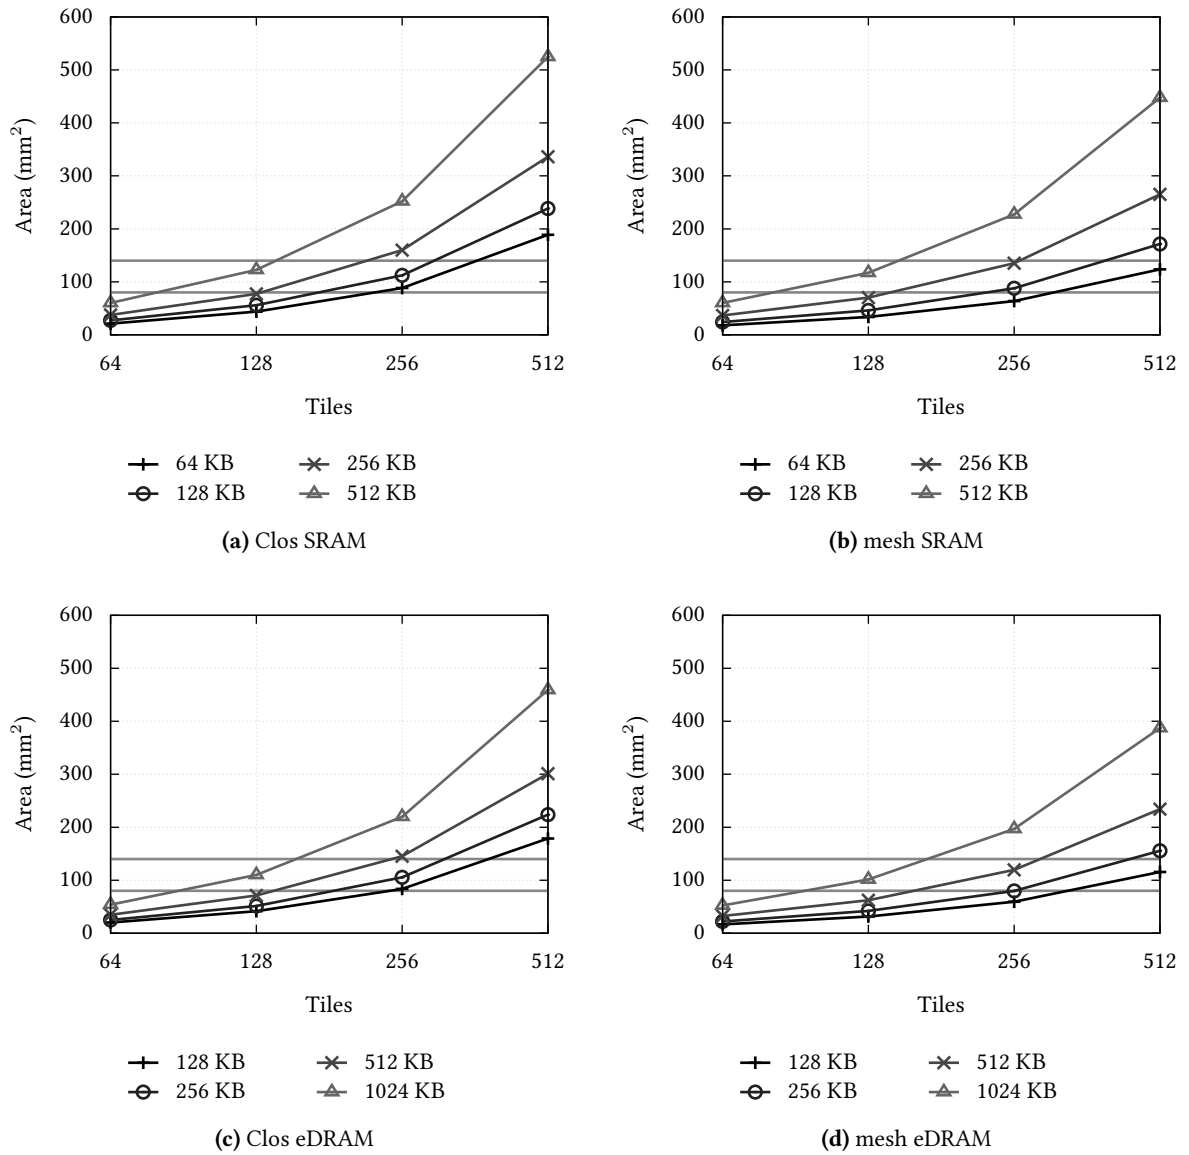 600
500
400
300
200
100
0
Area (mm²)
64 128 256 512
Tiles
64 KB 256 KB
128 KB 512 KB
(a) Clos SRAM
600
500
400
300
200
100
0
Area (mm²)
64 128 256 512
Tiles
64 KB 256 KB
128 KB 512 KB
(b) mesh SRAM
600
500
400
300
200
100
0
Area (mm²)
64 128 256 512
Tiles
128 KB 512 KB
256 KB 1024 KB
(c) Clos eDRAM
600
500
400
300
200
100
0
Area (mm²)
64 128 256 512
Tiles
128 KB 512 KB
256 KB 1024 KB
(d) mesh eDRAM